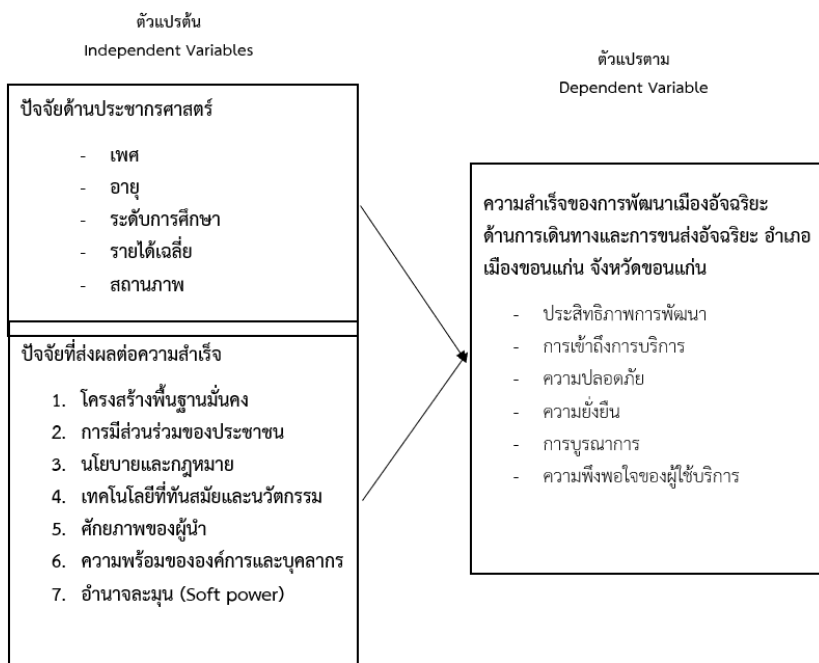 ตัวแปรต้น
Independent Variables
ปัจจัยด้านประชากรศาสตร์
- เพศ
- อายุ
- ระดับการศึกษา
- รายได้เฉลี่ย
- สถานภาพ
ปัจจัยที่ส่งผลต่อความสำเร็จ
1. โครงสร้างพื้นฐานมั่นคง
2. การมีส่วนร่วมของประชาชน
3. นโยบายและกฎหมาย
4. เทคโนโลยีที่ทันสมัยและนวัตกรรม
5. ศักยภาพของผู้นำ
6. ความพร้อมขององค์การและบุคลากร
7. อำนาจละมุน (Soft power)
ตัวแปรตาม
Dependent Variable
ความสำเร็จของการพัฒนาเมืองอัจฉริยะ
ด้านการเดินทางและการขนส่งอัจฉริยะ อำเภอ
เมืองขอนแก่น จังหวัดขอนแก่น
- ประสิทธิภาพการพัฒนา
- การเข้าถึงการบริการ
- ความปลอดภัย
- ความยั่งยืน
- การบูรณาการ
- ความพึงพอใจของผู้ใช้บริการ